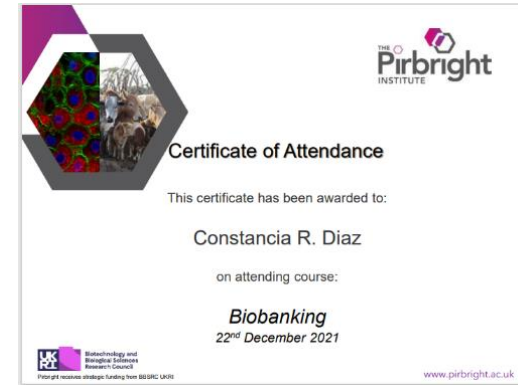 THE
Pirbright
INSTITUTE
Certificate of Attendance
This certificate has been awarded to:
Constancia R. Diaz
on attending course:
Biobanking
22nd December 2021
UK
RI
Biotechnology and
Biological Sciences
Research Council
Pirbright receives strategic funding from BBSRC UKRI
www.pirbright.ac.uk